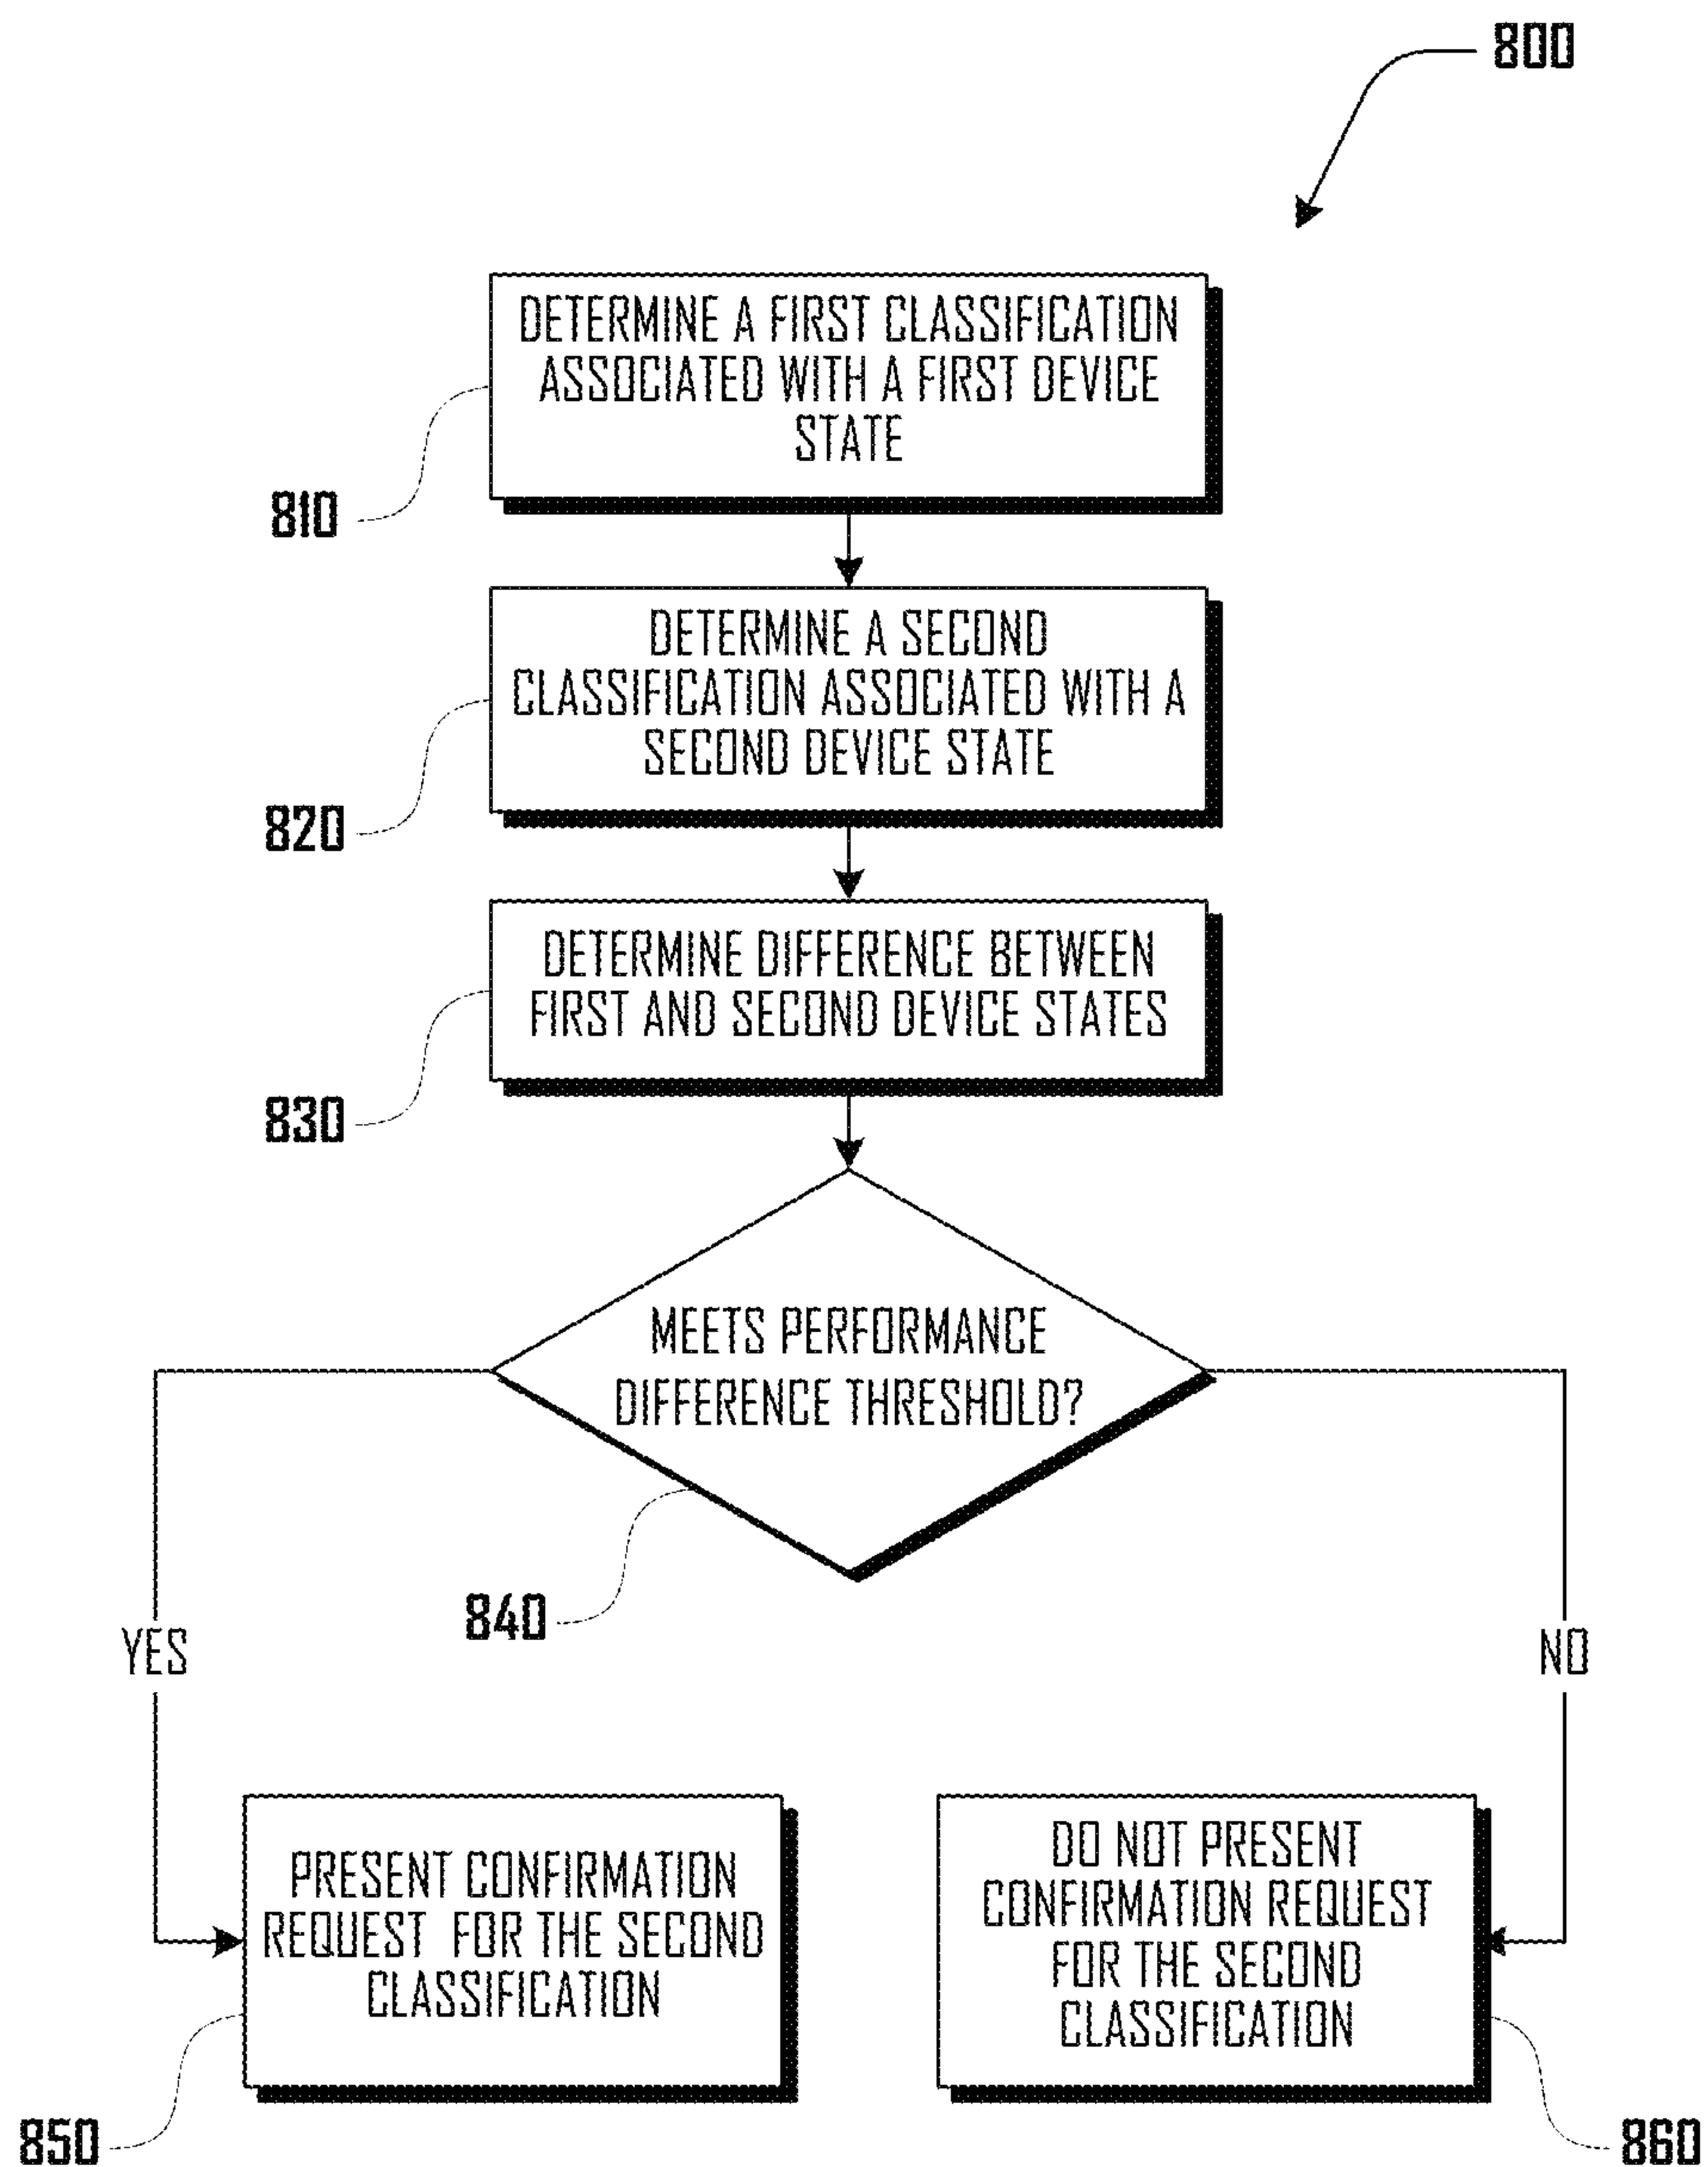 800
DETERMINE A FIRST CLASSIFICATION
ASSOCIATED WITH A FIRST DEVICE
STATE
810
DETERMINE A SECOND
CLASSIFICATION ASSOCIATED WITH A
SECOND DEVICE STATE
820
DETERMINE DIFFERENCE BETWEEN
FIRST AND SECOND DEVICE STATES
830
MEETS PERFORMANCE
DIFFERENCE THRESHOLD?
840
YES
NO
PRESENT CONFIRMATION
REQUEST FOR THE SECOND
CLASSIFICATION
850
DO NOT PRESENT
CONFIRMATION REQUEST
FOR THE SECOND
CLASSIFICATION
860